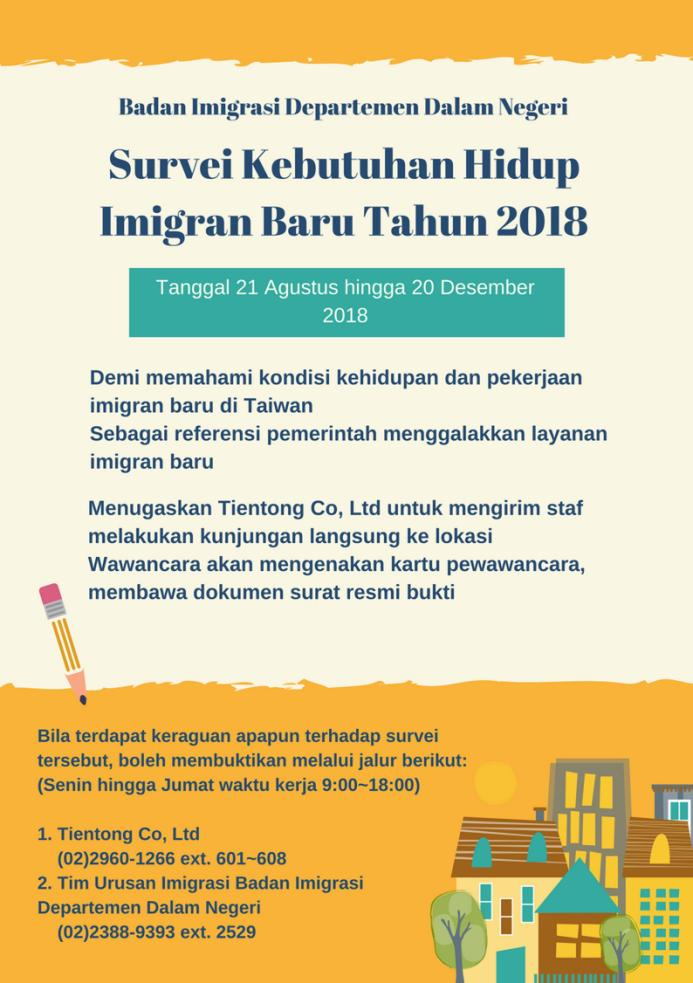 Badan Imigrasi Departemen Dalam Negeri
Survei Kebutuhan Hidup
Imigran Baru Tahun 2018
Tanggal 21 Agustus hingga 20 Desember
2018
Demi memahami kondisi kehidupan dan pekerjaan
imigran baru di Taiwan
Sebagai referensi pemerintah menggalakkan layanan
imigran baru
Menugaskan Tientong Co, Ltd untuk mengirim staf
melakukan kunjungan langsung ke lokasi
Wawancara akan mengenakan kartu pewawancara,
membawa dokumen surat resmi bukti
Bila terdapat keraguan apapun terhadap survei
tersebut, boleh membuktikan melalui jalur berikut:
(Senin hingga Jumat waktu kerja 9:00~18:00)
1. Tientong Co, Ltd
(02)2960-1266 ext. 601~608
2. Tim Urusan Imigrasi Badan Imigrasi
Departemen Dalam Negeri
(02)2388-9393 ext. 2529